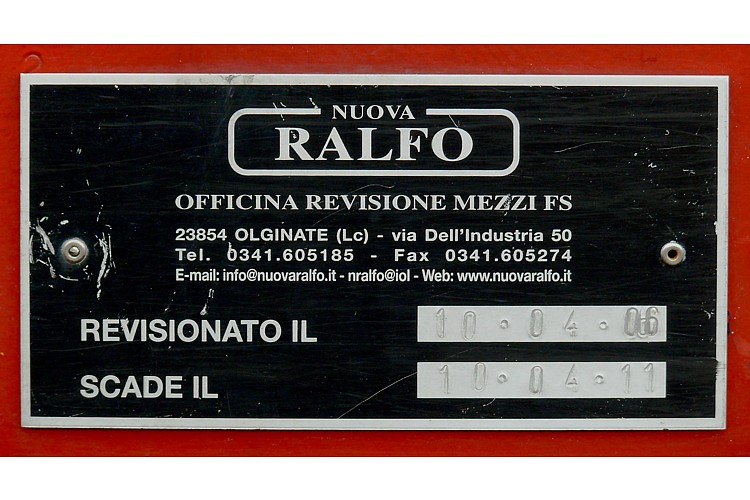 NUOVA
RALFO
OFFICINA REVISIONE MEZZI FS
23854 OLGINATE (Lc) - via Dell'Industria 50
Tel. 0341.605185 - Fax 0341.605274
E-mail: info@nuovaralfo.it - nralfo@iol - Web: www.nuovaralfo.it
REVISIONATO IL 10·04·06
SCADE IL 10·04·11